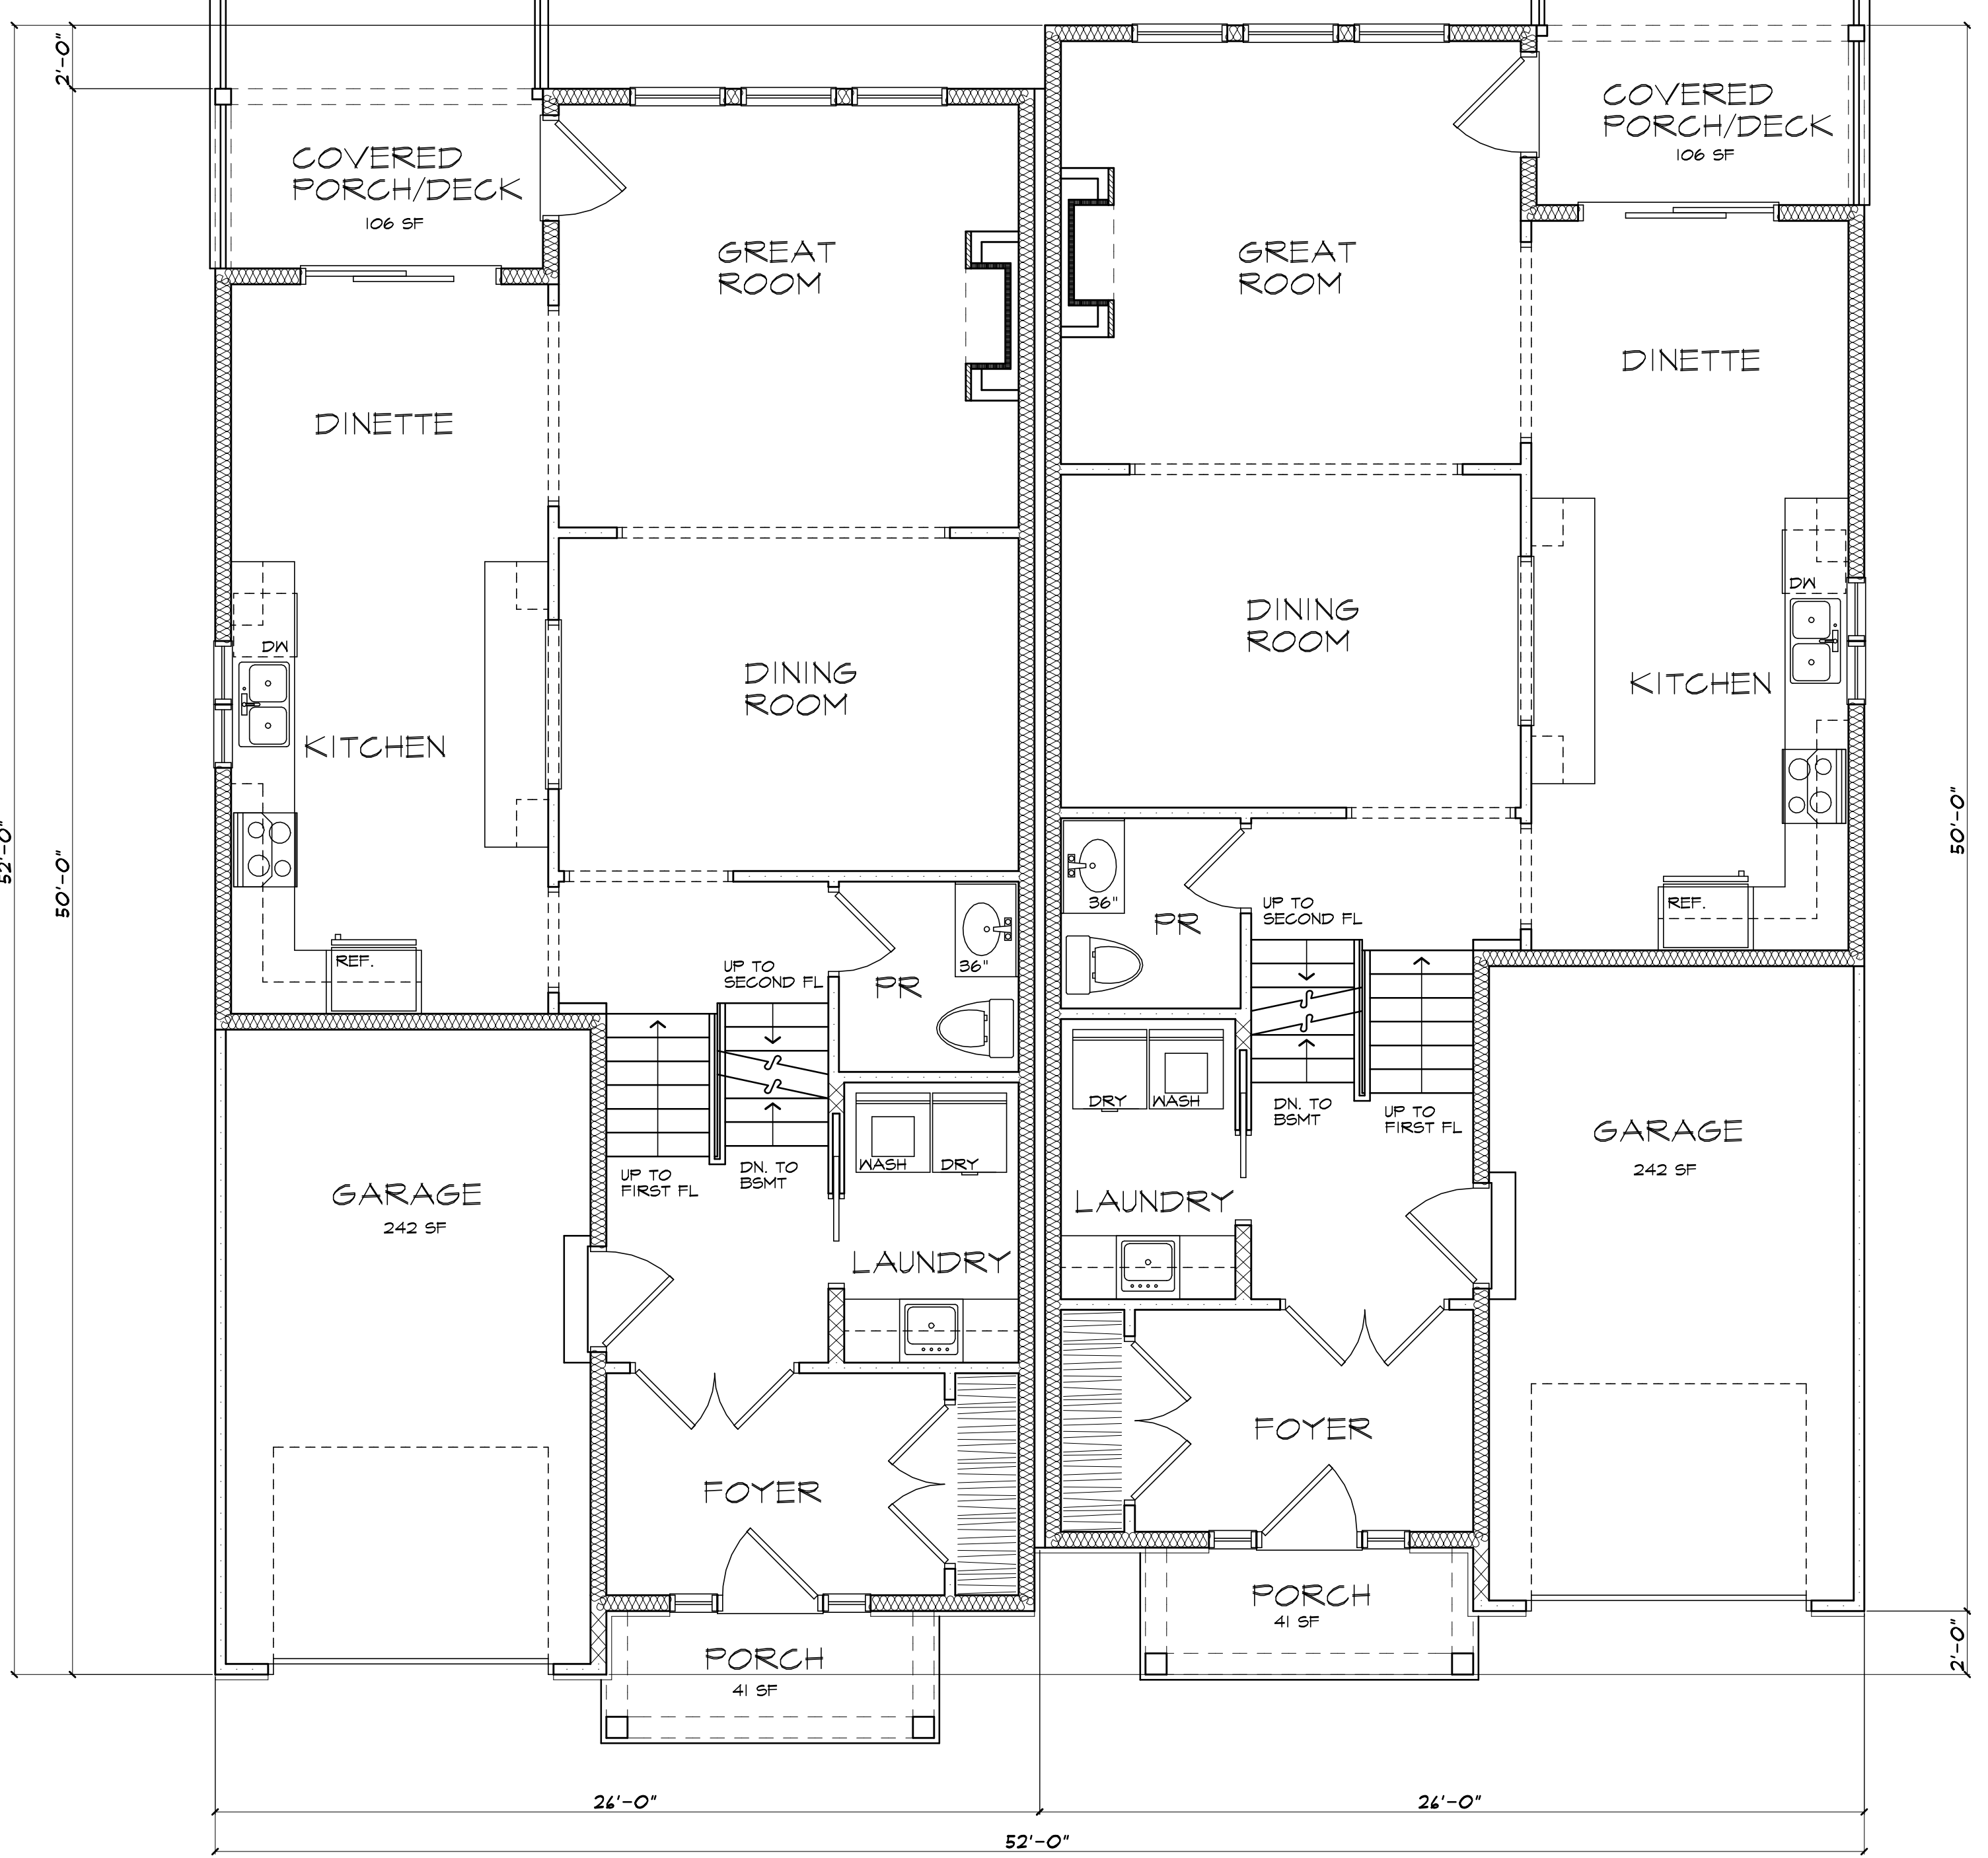 2'-0"
COVERED
PORCH/DECK
106 SF
COVERED
PORCH/DECK
106 SF
GREAT
ROOM
GREAT
ROOM
DINETTE
DINETTE
DW
DINING
ROOM
DW
DINING
ROOM
KITCHEN
KITCHEN
52'-0"
50'-0"
50'-0"
36"
PR
UP TO
SECOND FL
REF.
REF.
UP TO
SECOND FL
36"
PR
DRY
WASH
DN. TO
BSMT
UP TO
FIRST FL
GARAGE
242 SF
UP TO
FIRST FL
DN. TO
BSMT
WASH
DRY
GARAGE
242 SF
LAUNDRY
LAUNDRY
FOYER
FOYER
PORCH
41 SF
PORCH
41 SF
2'-0"
26'-0"
26'-0"
52'-0"